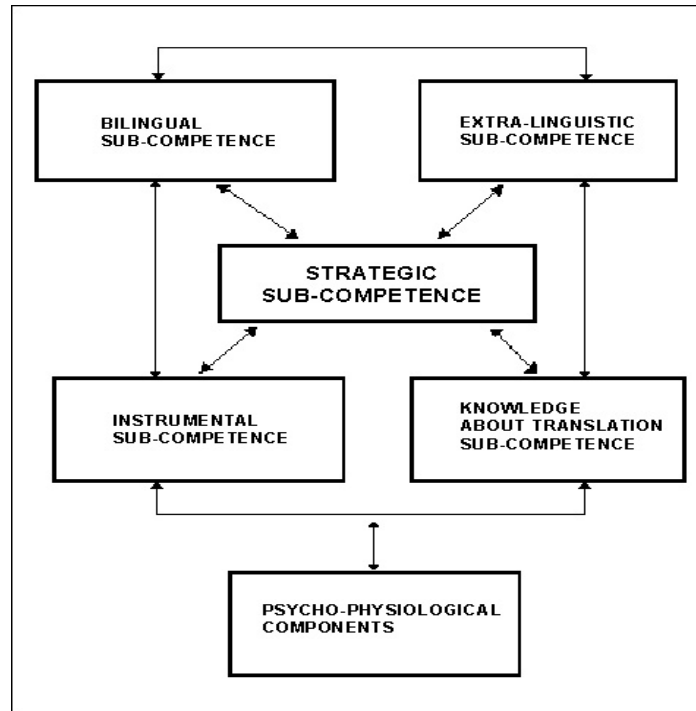 BILINGUAL
SUB-COMPETENCE
EXTRA-LINGUISTIC
SUB-COMPETENCE
STRATEGIC
SUB-COMPETENCE
INSTRUMENTAL
SUB-COMPETENCE
KNOWLEDGE
ABOUT TRANSLATION
SUB-COMPETENCE
PSYCHO-PHYSIOLOGICAL
COMPONENTS